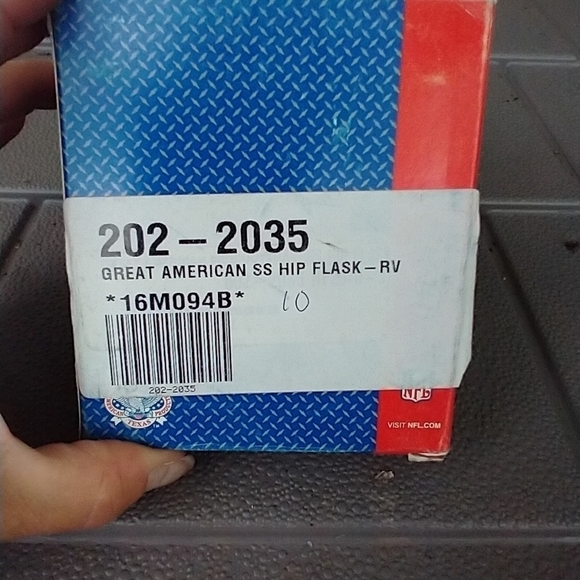 202-2035
GREAT AMERICAN SS HIP FLASK-RV
*16M094B* 10
202-2035
TEXAS
NFL
VISIT NFL.COM